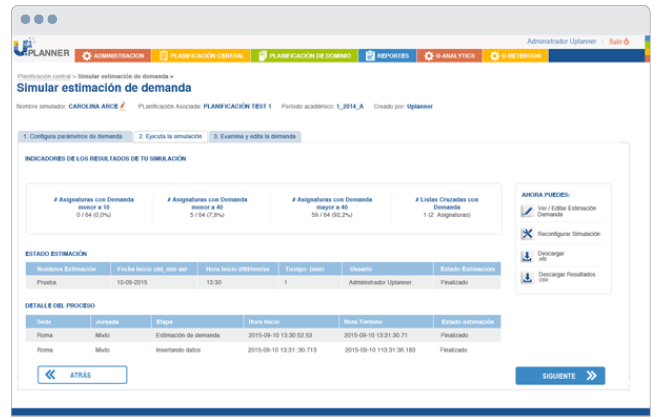 Administrador Uplanner | Salir
UPLANNER
ADMINISTRACION
PLANIFICACIÓN CENTRAL
PLANIFICACIÓN DE DOMINIO
REPORTES
U-ANALYTICS
U-RETENTION
Planificación central > Simular estimación de demanda >
Simular estimación de demanda
Nombre simulador: CAROLINA ARCE PLanificación Asociada: PLANIFICACIÓN TEST 1 Período académico: 1_2014_A Creado por: Uplanner
1. Configura parámetros de demanda 2. Ejecuta la simulación 3. Examina y edita la demanda
INDICADORES DE LOS RESULTADOS DE TU SIMULACIÓN
# Asignaturas con Demanda menor a 10
0 / 64 (0,0%)
# Asignaturas con Demanda menor a 40
5 / 64 (7,8%)
# Asignaturas con Demanda mayor a 40
59 / 64 (92,2%)
# Listas Cruzadas con Demanda
1 (2 Asignaturas)
AHORA PUEDES:
Ver / Editar Estimación
Demanda
Reconfigurar Simulación
Descargar
.xls
Descargar Resultados
.CSV
ESTADO ESTIMACIÓN
Nombres Estimación Fecha Inicio (dd_mm-aa) Hora Inicio (HH/mm/ss Tiempo (min) Usuario Estado Estimación
Prueba 10-09-2015 13:30 1 Administrador Uplanner Finalizado
DETALLE DEL PROCESO
Sede Jornada Etapa Hora Inicio Hora Término Estado estimación
Roma Mixto Estimación de demanda 2015-09-10 13:30:52.53 2015-09-10 13:31:30.71 Finalizado
Roma Mixto Insertando datos 2015-09-10 13:31:30.713 2015-09-10 113:31:36.183 Finalizado
ATRÁS
SIGUIENTE